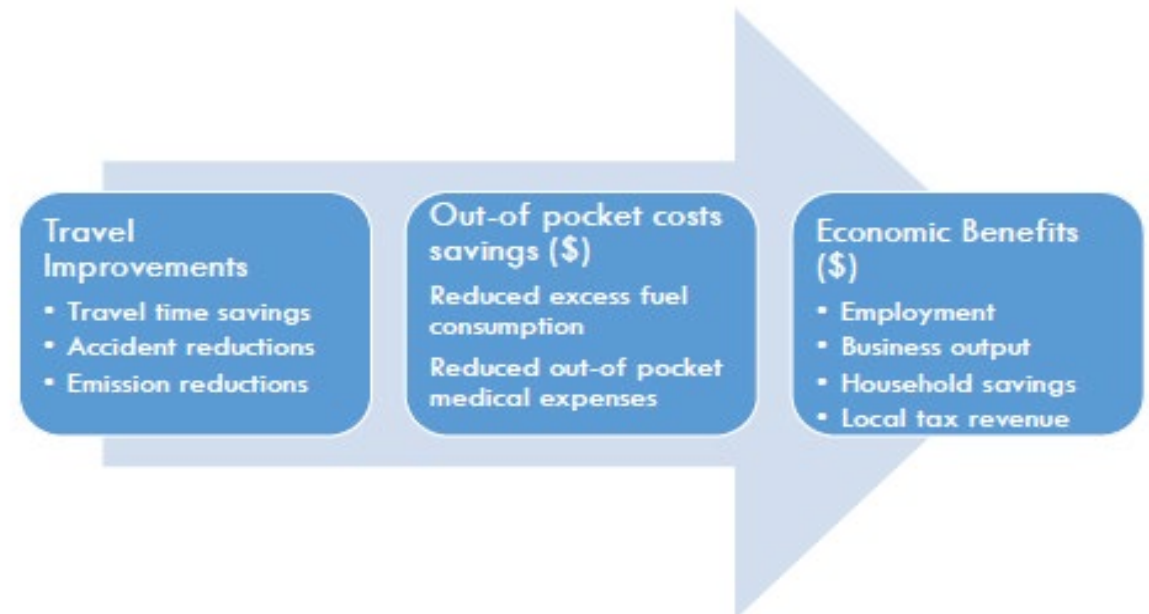 Travel
Improvements
• Travel time savings
• Accident reductions
• Emission reductions
Out-of pocket costs
savings ($)
Reduced excess fuel
consumption
Reduced out-of pocket
medical expenses
Economic Benefits
($)
• Employment
• Business output
• Household savings
• Local tax revenue